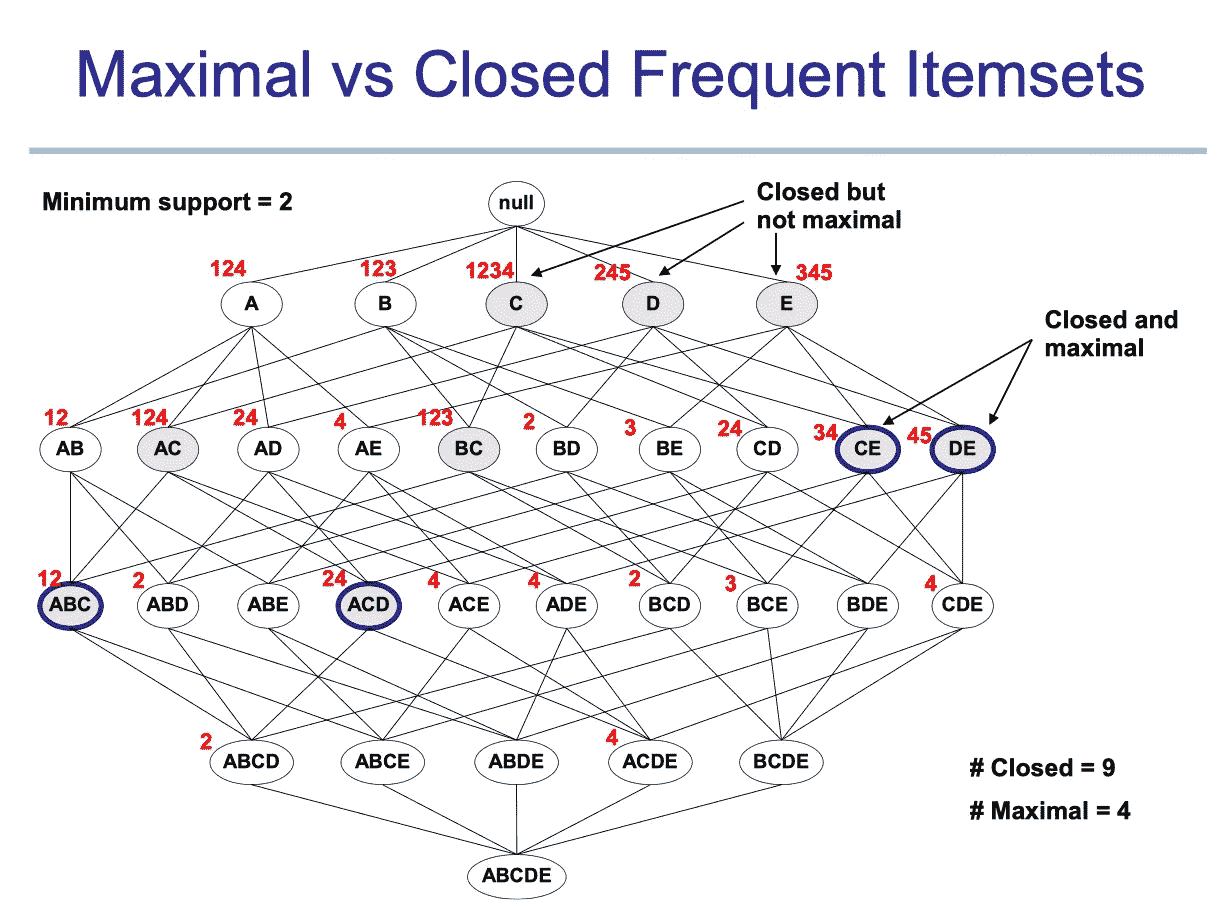 Maximal vs Closed Frequent Itemsets
Minimum support = 2
null
Closed but
not maximal
124
123
1234
245
345
A
B
C
D
E
Closed and
maximal
12
124
24
4
123
2
3
24
34
45
AB
AC
AD
AE
BC
BD
BE
CD
CE
DE
12
2
24
4
4
2
3
4
ABC
ABD
ABE
ACD
ACE
ADE
BCD
BCE
BDE
CDE
2
4
ABCD
ABCE
ABDE
ACDE
BCDE
# Closed = 9
# Maximal = 4
ABCDE